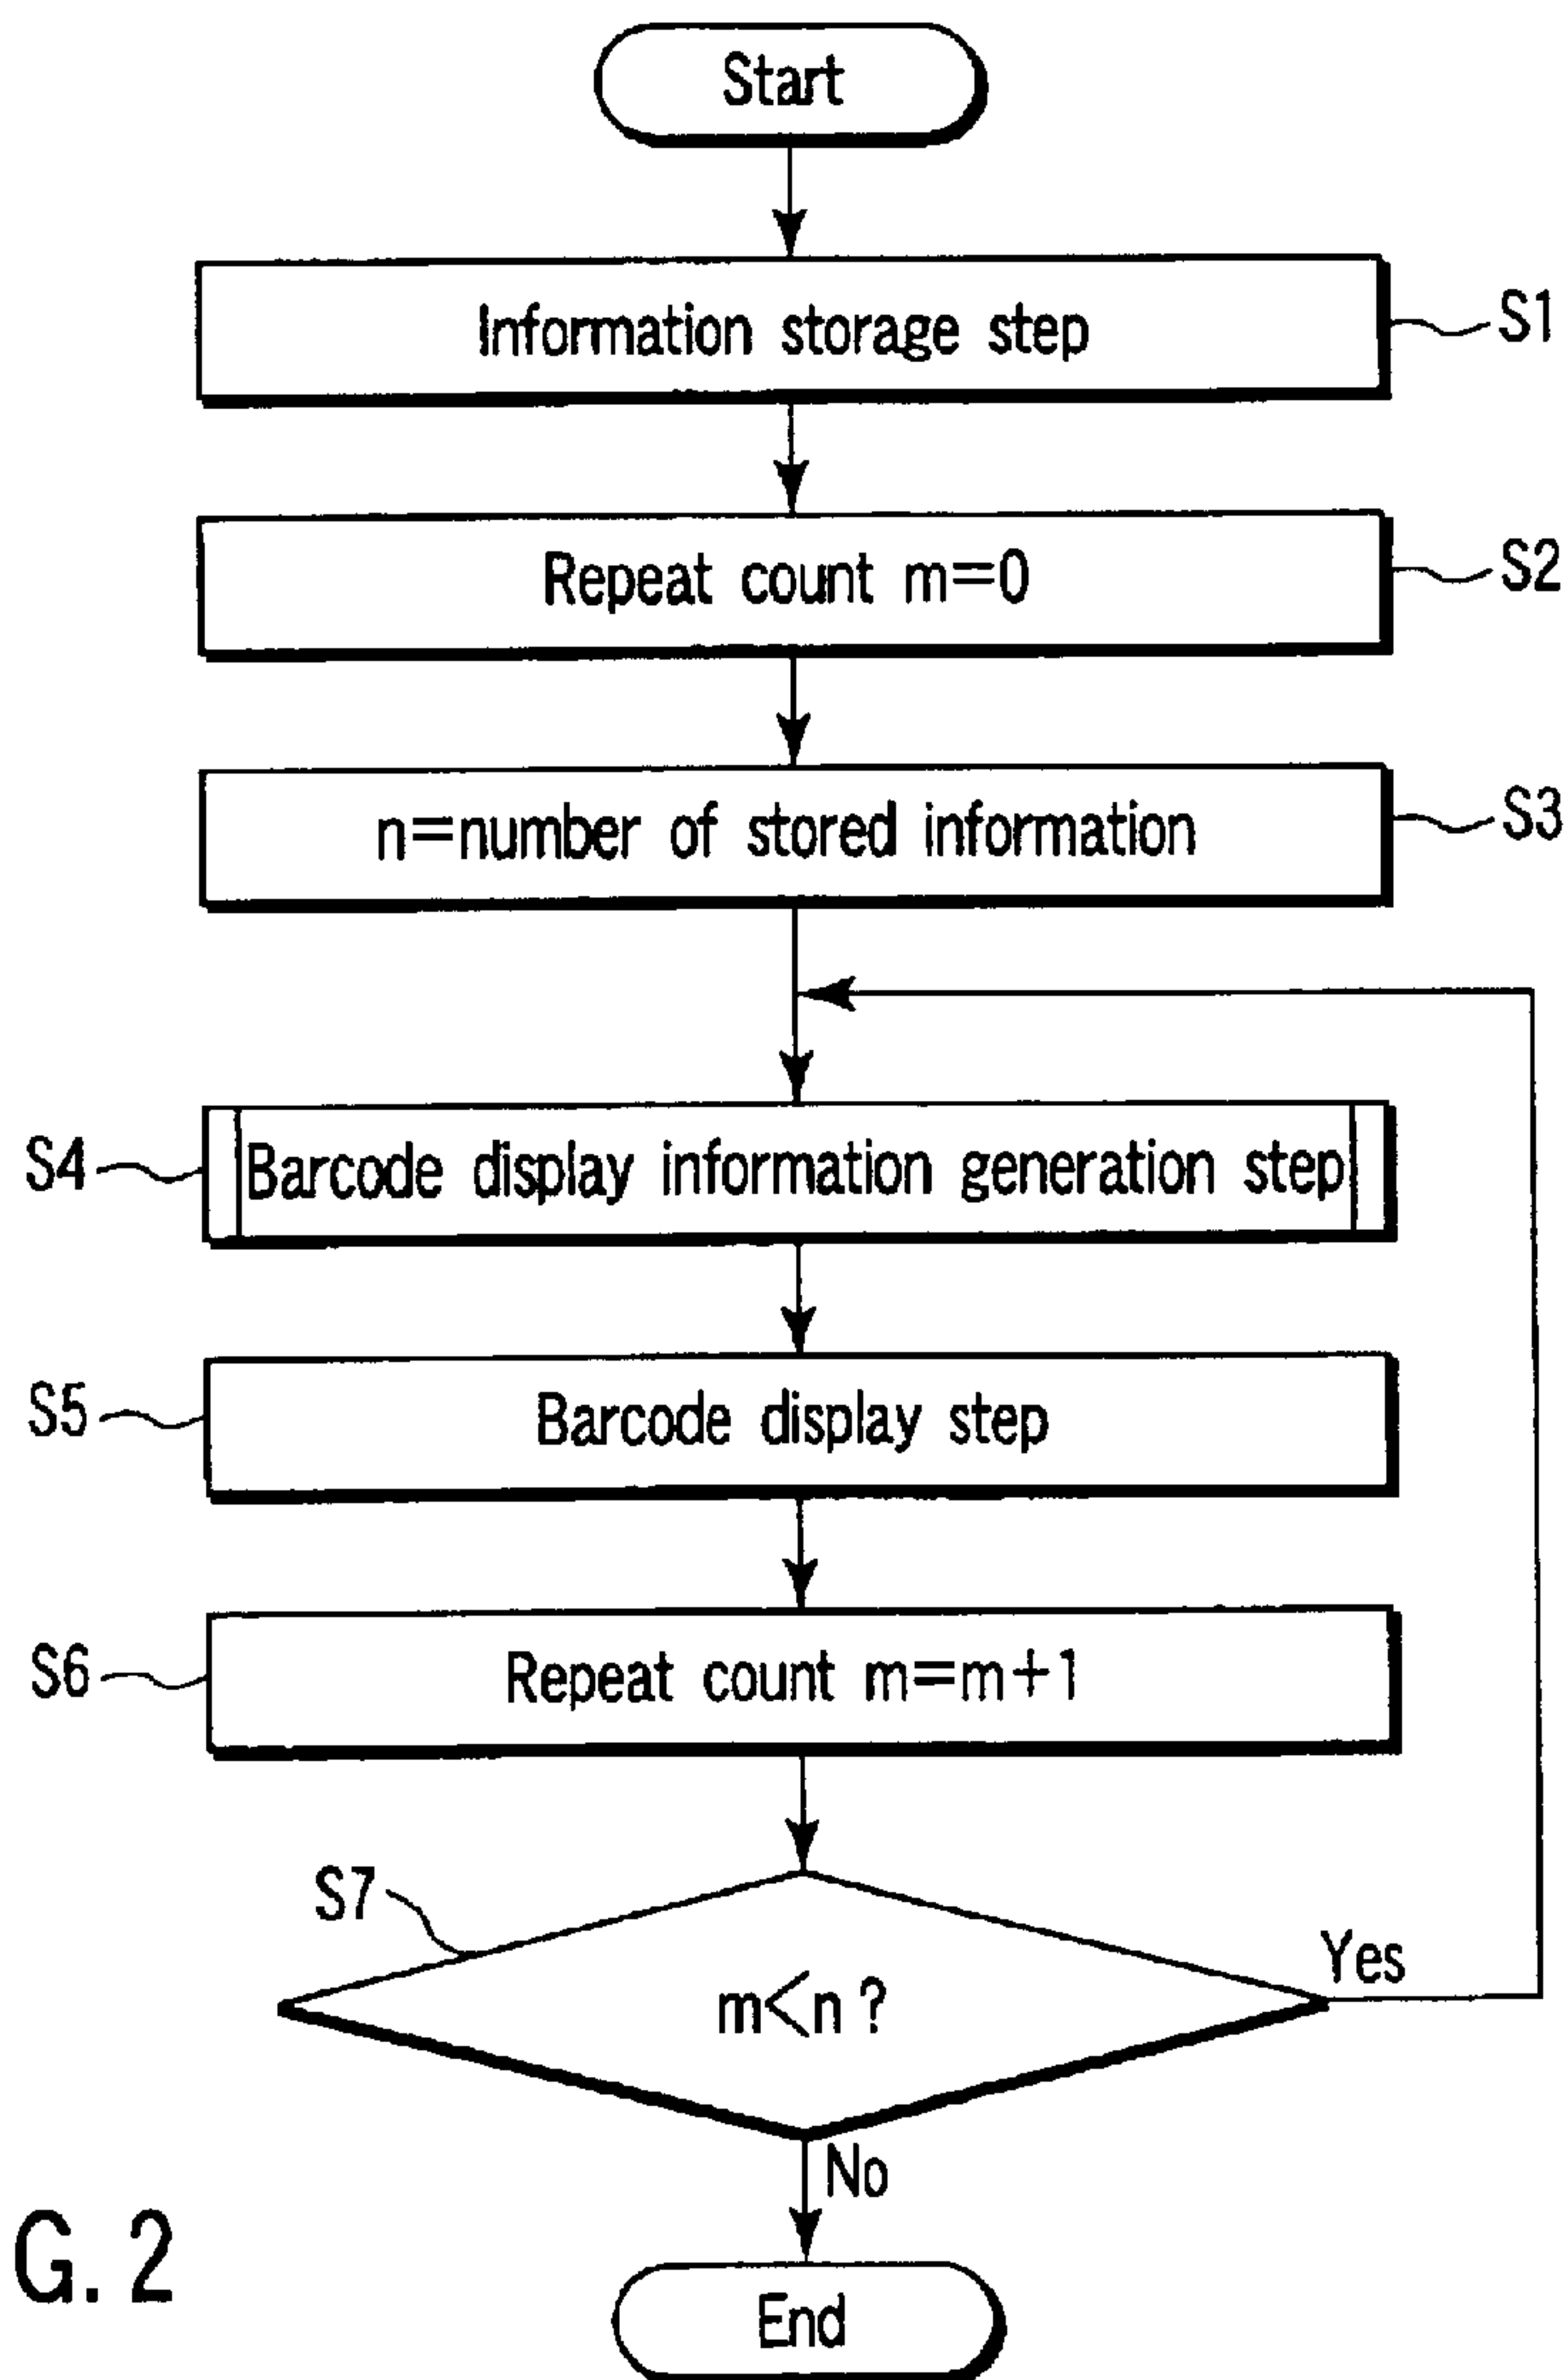 Start
Information storage step
S1
Repeat count m=0
S2
n=number of stored information
S3
S4
Barcode display information generation step
S5
Barcode display step
S6
Repeat count m=m+1
S7
m<n?
Yes
No
G. 2
End